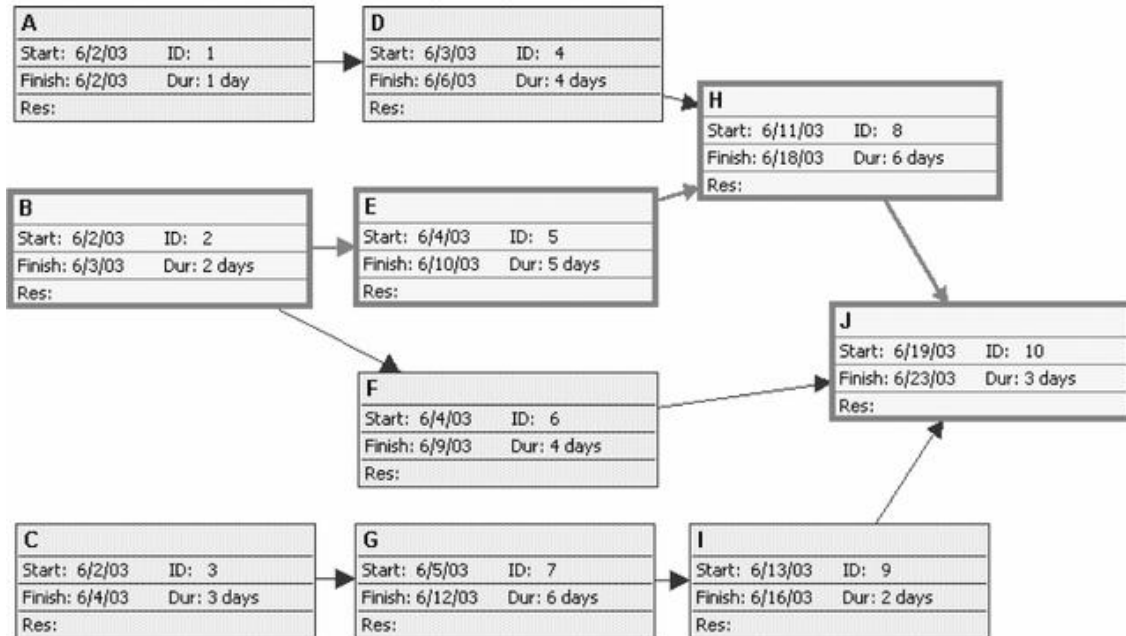 A
Start: 6/2/03 ID: 1
Finish: 6/2/03 Dur: 1 day
Res:
D
Start: 6/3/03 ID: 4
Finish: 6/6/03 Dur: 4 days
Res:
H
Start: 6/11/03 ID: 8
Finish: 6/18/03 Dur: 6 days
Res:
B
Start: 6/2/03 ID: 2
Finish: 6/3/03 Dur: 2 days
Res:
E
Start: 6/4/03 ID: 5
Finish: 6/10/03 Dur: 5 days
Res:
J
Start: 6/19/03 ID: 10
Finish: 6/23/03 Dur: 3 days
Res:
F
Start: 6/4/03 ID: 6
Finish: 6/9/03 Dur: 4 days
Res:
C
Start: 6/2/03 ID: 3
Finish: 6/4/03 Dur: 3 days
Res:
G
Start: 6/5/03 ID: 7
Finish: 6/12/03 Dur: 6 days
Res:
I
Start: 6/13/03 ID: 9
Finish: 6/16/03 Dur: 2 days
Res: